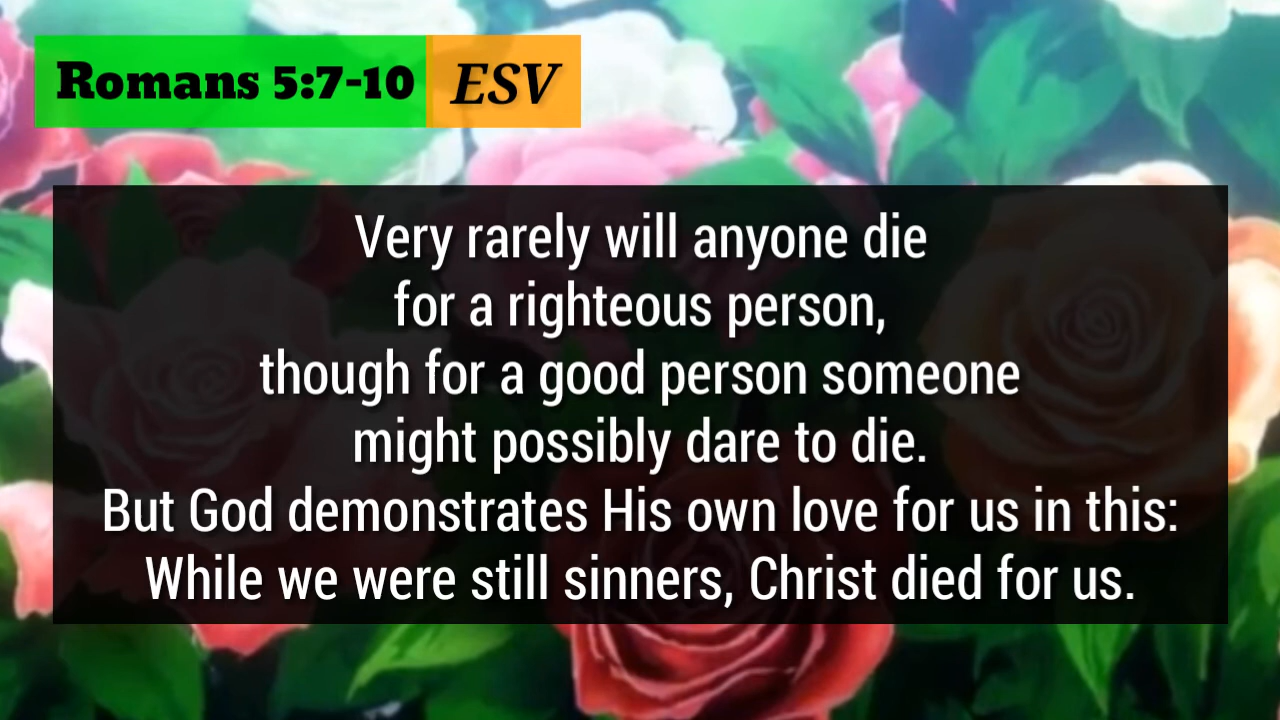 Romans 5:7-10 ESV
Very rarely will anyone die
for a righteous person,
though for a good person someone
might possibly dare to die.
But God demonstrates His own love for us in this:
While we were still sinners, Christ died for us.